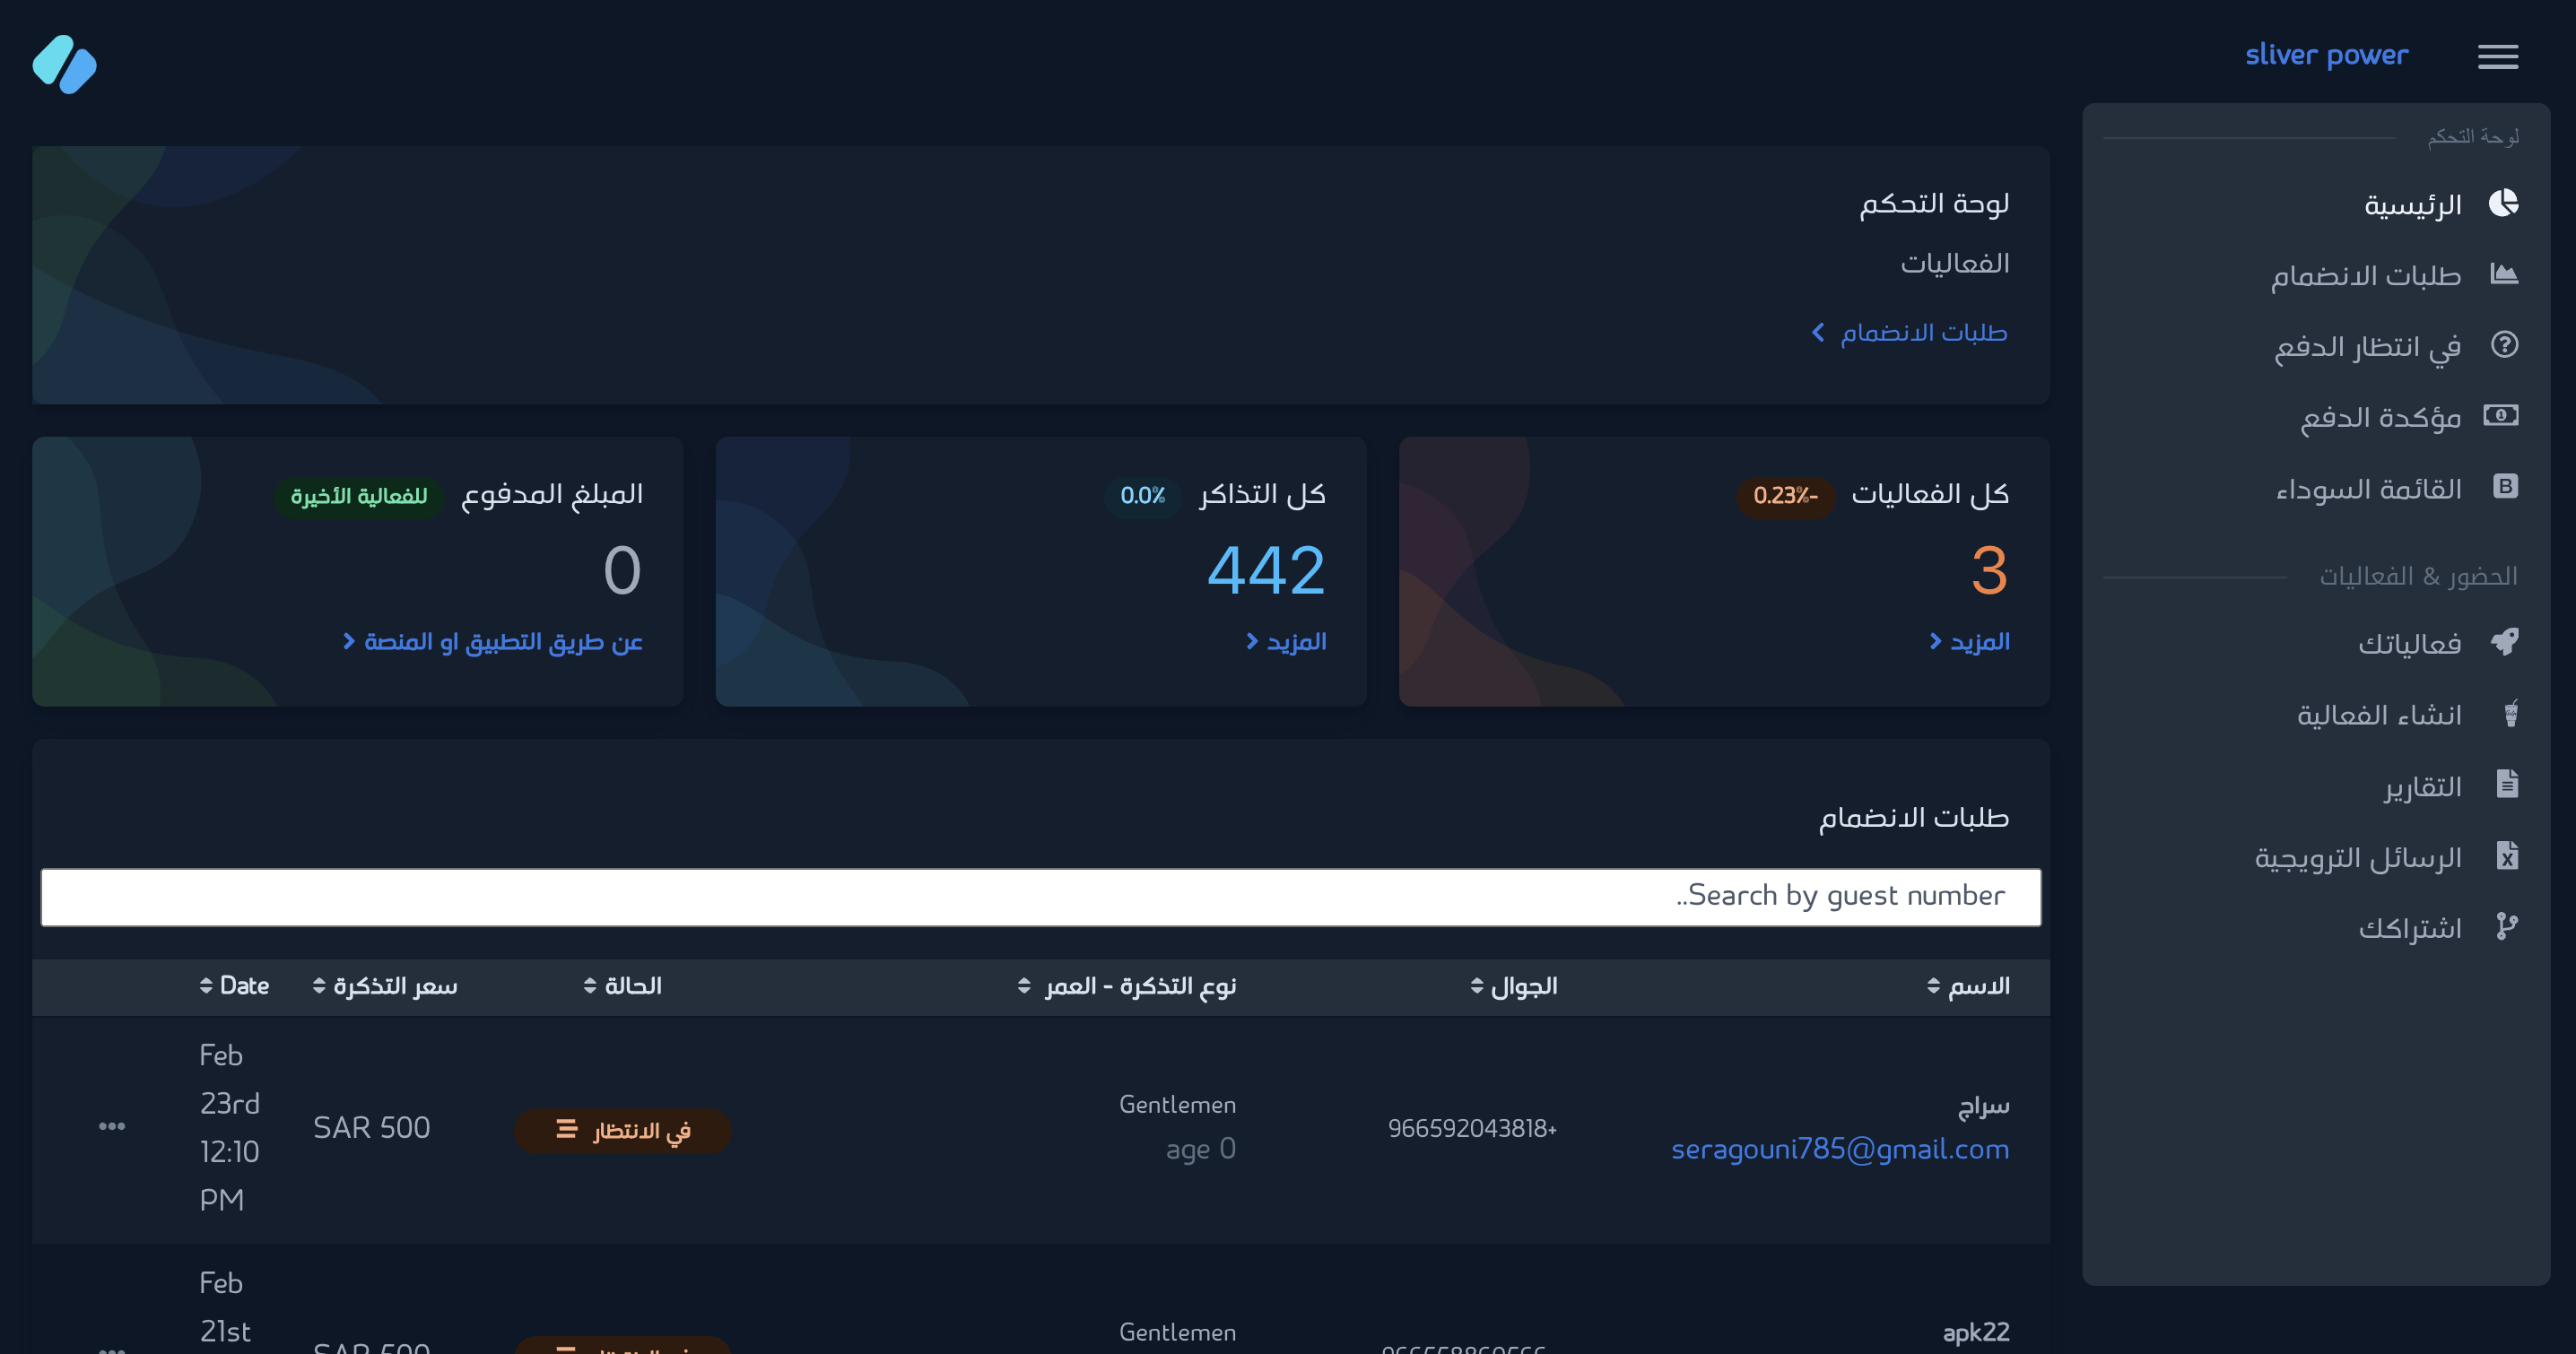 sliver power
لوحة التحكم
الرئيسية
طلبات الانضمام
في انتظار الدفع
مؤكدة الدفع
القائمة السوداء
الحضور & الفعاليات
فعالياتك
انشاء الفعالية
التقارير
الرسائل الترويجية
اشتراكك
لوحة التحكم
الفعاليات
طلبات الانضمام
كل الفعاليات -0.23%
3
المزيد
كل التذاكر 0.0%
442
المزيد
المبلغ المدفوع للفعالية الأخيرة
0
عن طريق التطبيق او المنصة
طلبات الانضمام
Search by guest number..
الاسم الجوال نوع التذكرة - العمر الحالة سعر التذكرة Date
سراج
seragouni785@gmail.com
+966592043818
Gentlemen
age 0
في الانتظار
SAR 500
Feb
23rd
12:10
PM
apk22
Gentlemen
SAR 500
Feb
21st